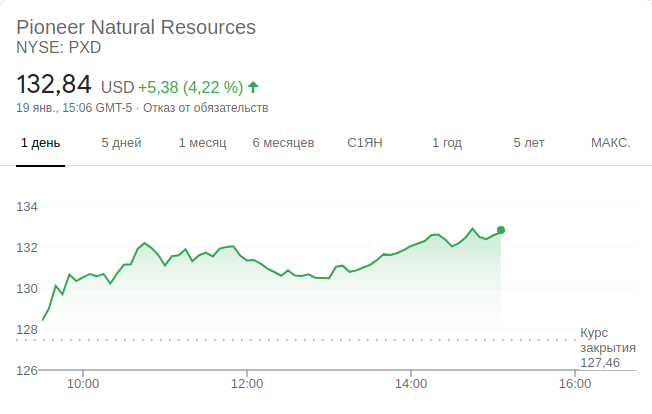 Pioneer Natural Resources
NYSE: PXD
132,84 USD +5,38 (4,22 %)
19 янв., 15:06 GMT-5 · Отказ от обязательств
1 день 5 дней 1 месяц 6 месяцев С1ЯН 1 год 5 лет МАКС.
134
132
130
128
Курс
закрытия
127,46
126
10:00 12:00 14:00 16:00